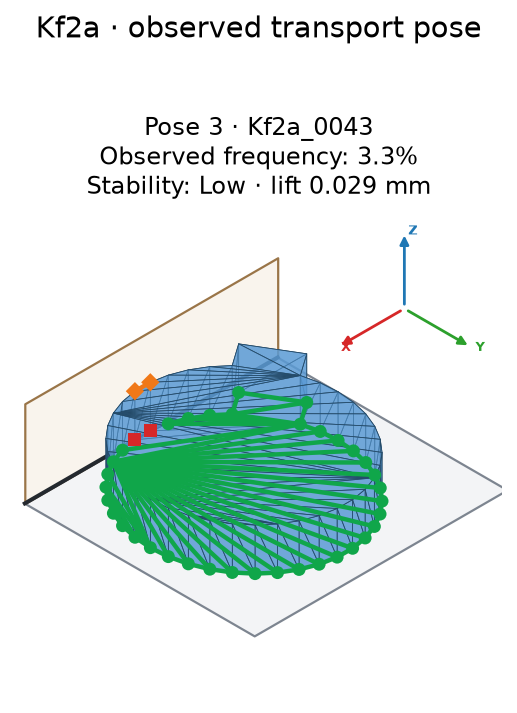 Kf2a · observed transport pose
Pose 3 · Kf2a_0043
Observed frequency: 3.3%
Stability: Low · lift 0.029 mm
Z
X
Y